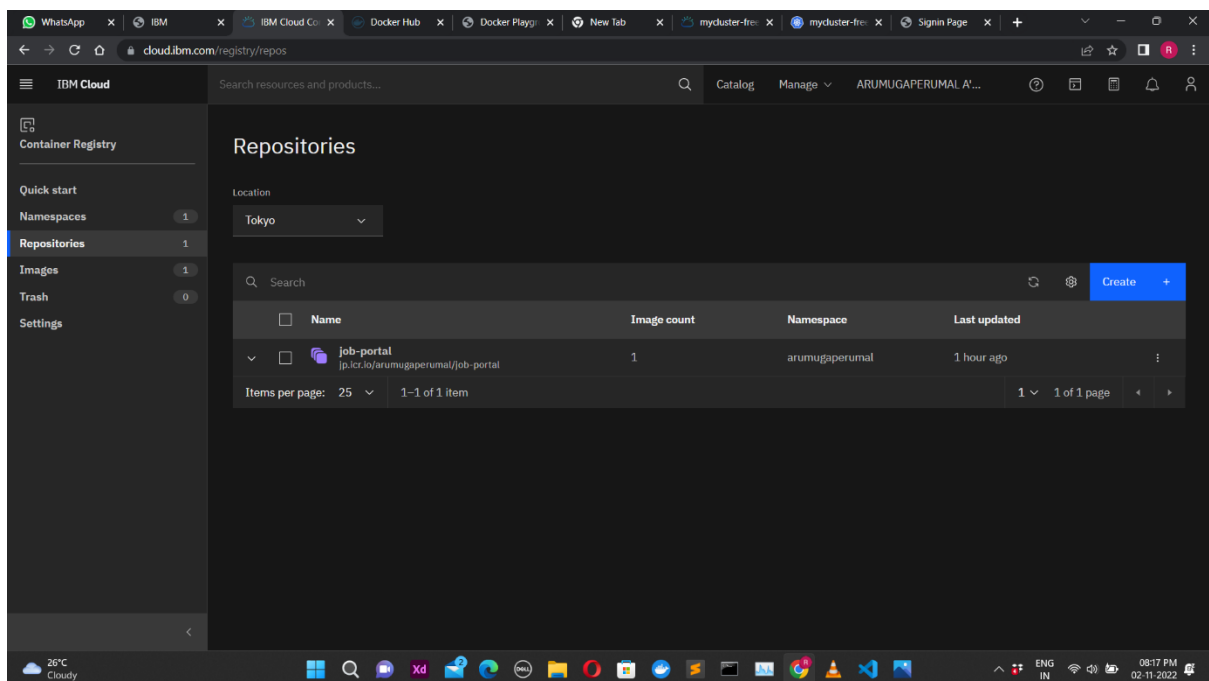 WhatsApp IBM IBM Cloud Co Docker Hub Docker Playgr New Tab mycluster-free mycluster-free Signin Page
cloud.ibm.com/registry/repos R
IBM Cloud Search resources and products... Catalog Manage ARUMUGAPERUMAL A'...
Container Registry
Repositories
Quick start
Location
Namespaces 1
Tokyo
Repositories 1
Images 1
Search Create +
Trash 0
Settings
Name Image count Namespace Last updated
job-portal 1 arumugaperumal 1 hour ago
jp.icr.io/arumugaperumal/job-portal
Items per page: 25 1–1 of 1 item 1 1 of 1 page
26°C
Cloudy
Xd
DELL
ENG
IN
08:17 PM
02-11-2022